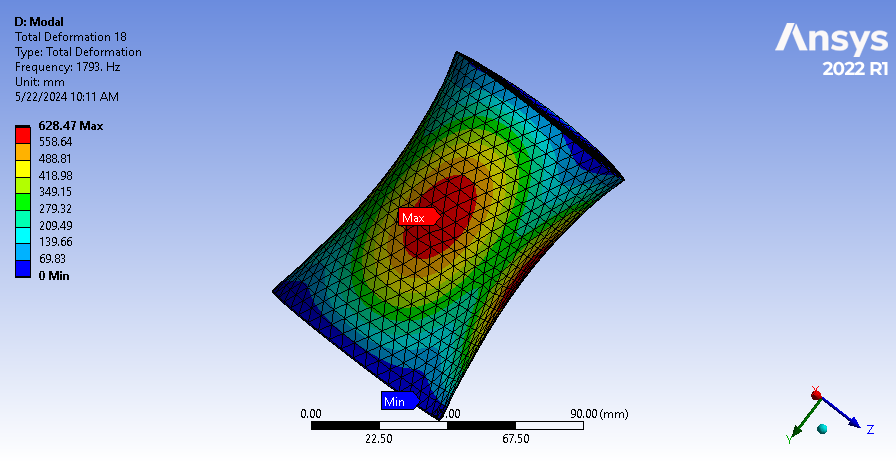 D: Modal
Total Deformation 18
Type: Total Deformation
Frequency: 1793. Hz
Unit: mm
5/22/2024 10:11 AM
Ansys
2022 R1
628.47 Max
558.64
488.81
418.98
349.15
279.32
209.49
139.66
69.83
0 Min
Max
Min
0.00
90.00 (mm)
22.50
67.50
X
Y
Z